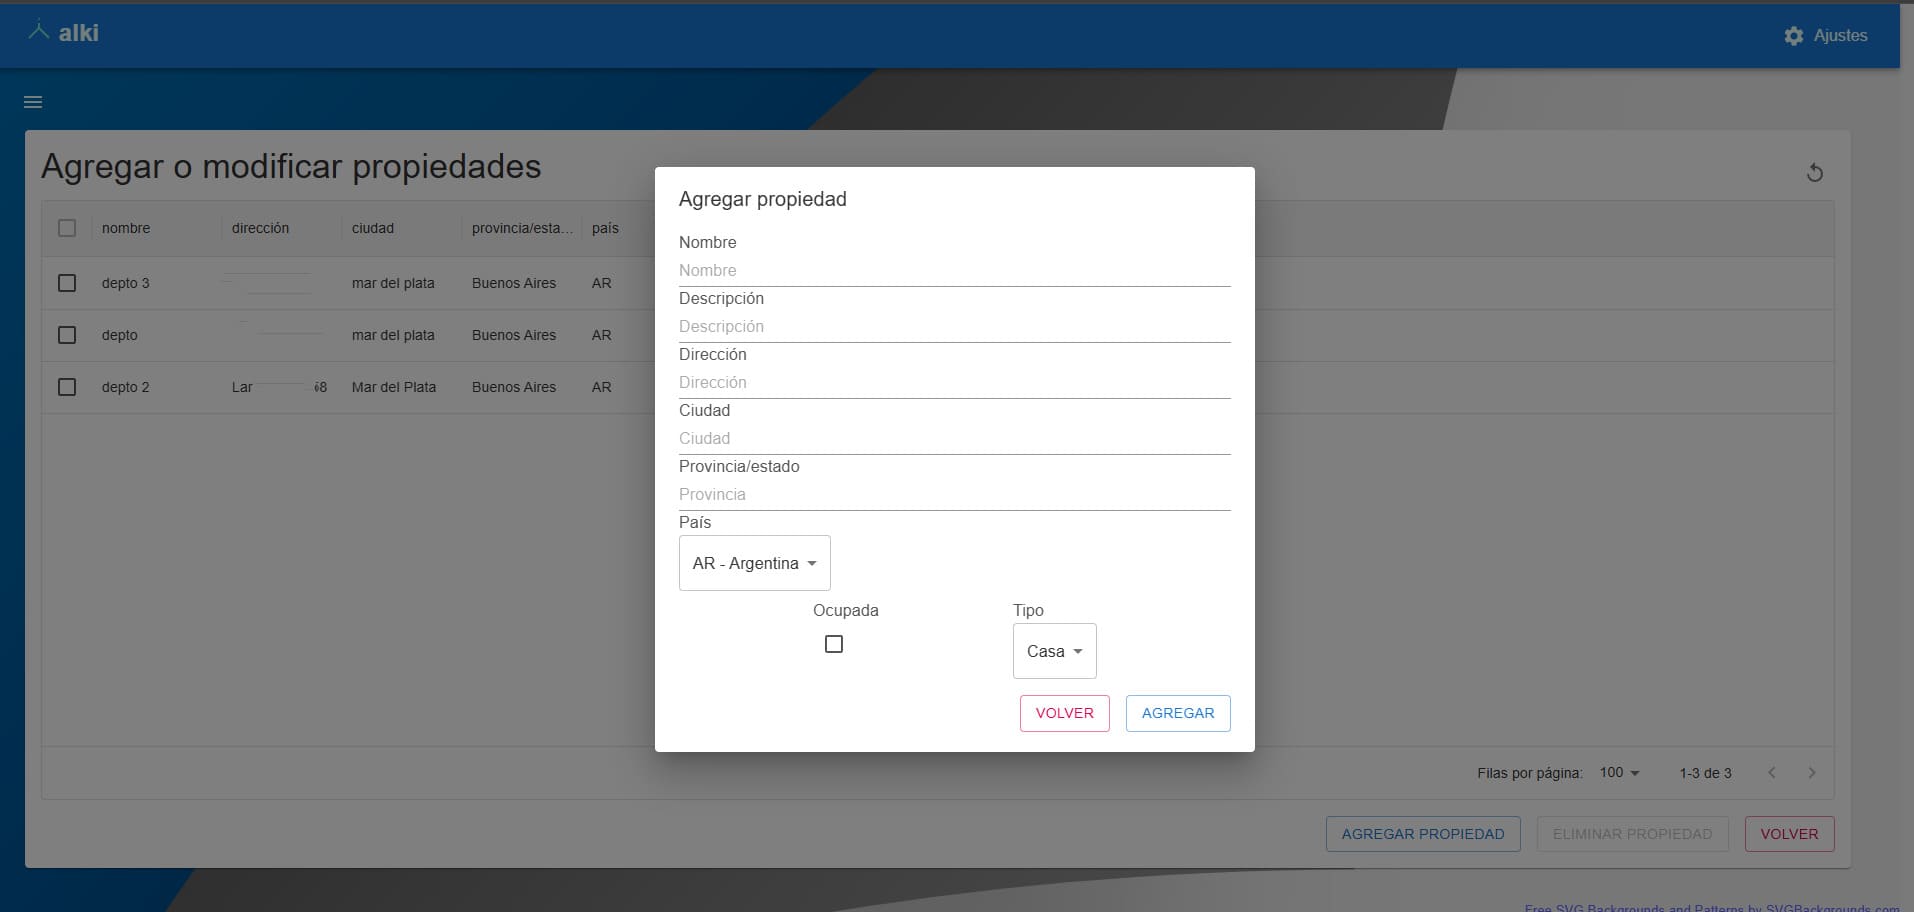 alki
Ajustes
Agregar o modificar propiedades
nombre dirección ciudad provincia/esta... país
depto 3 mar del plata Buenos Aires AR
depto mar del plata Buenos Aires AR
depto 2 Mar del Plata Buenos Aires AR
Agregar propiedad
Nombre
Nombre
Descripción
Descripción
Dirección
Dirección
Ciudad
Ciudad
Provincia/estado
Provincia
País
AR - Argentina
Ocupada Tipo
Casa
VOLVER AGREGAR
Filas por página: 100 1-3 de 3
AGREGAR PROPIEDAD ELIMINAR PROPIEDAD VOLVER
Free SVG Backgrounds and Patterns by SVGBackgrounds.com